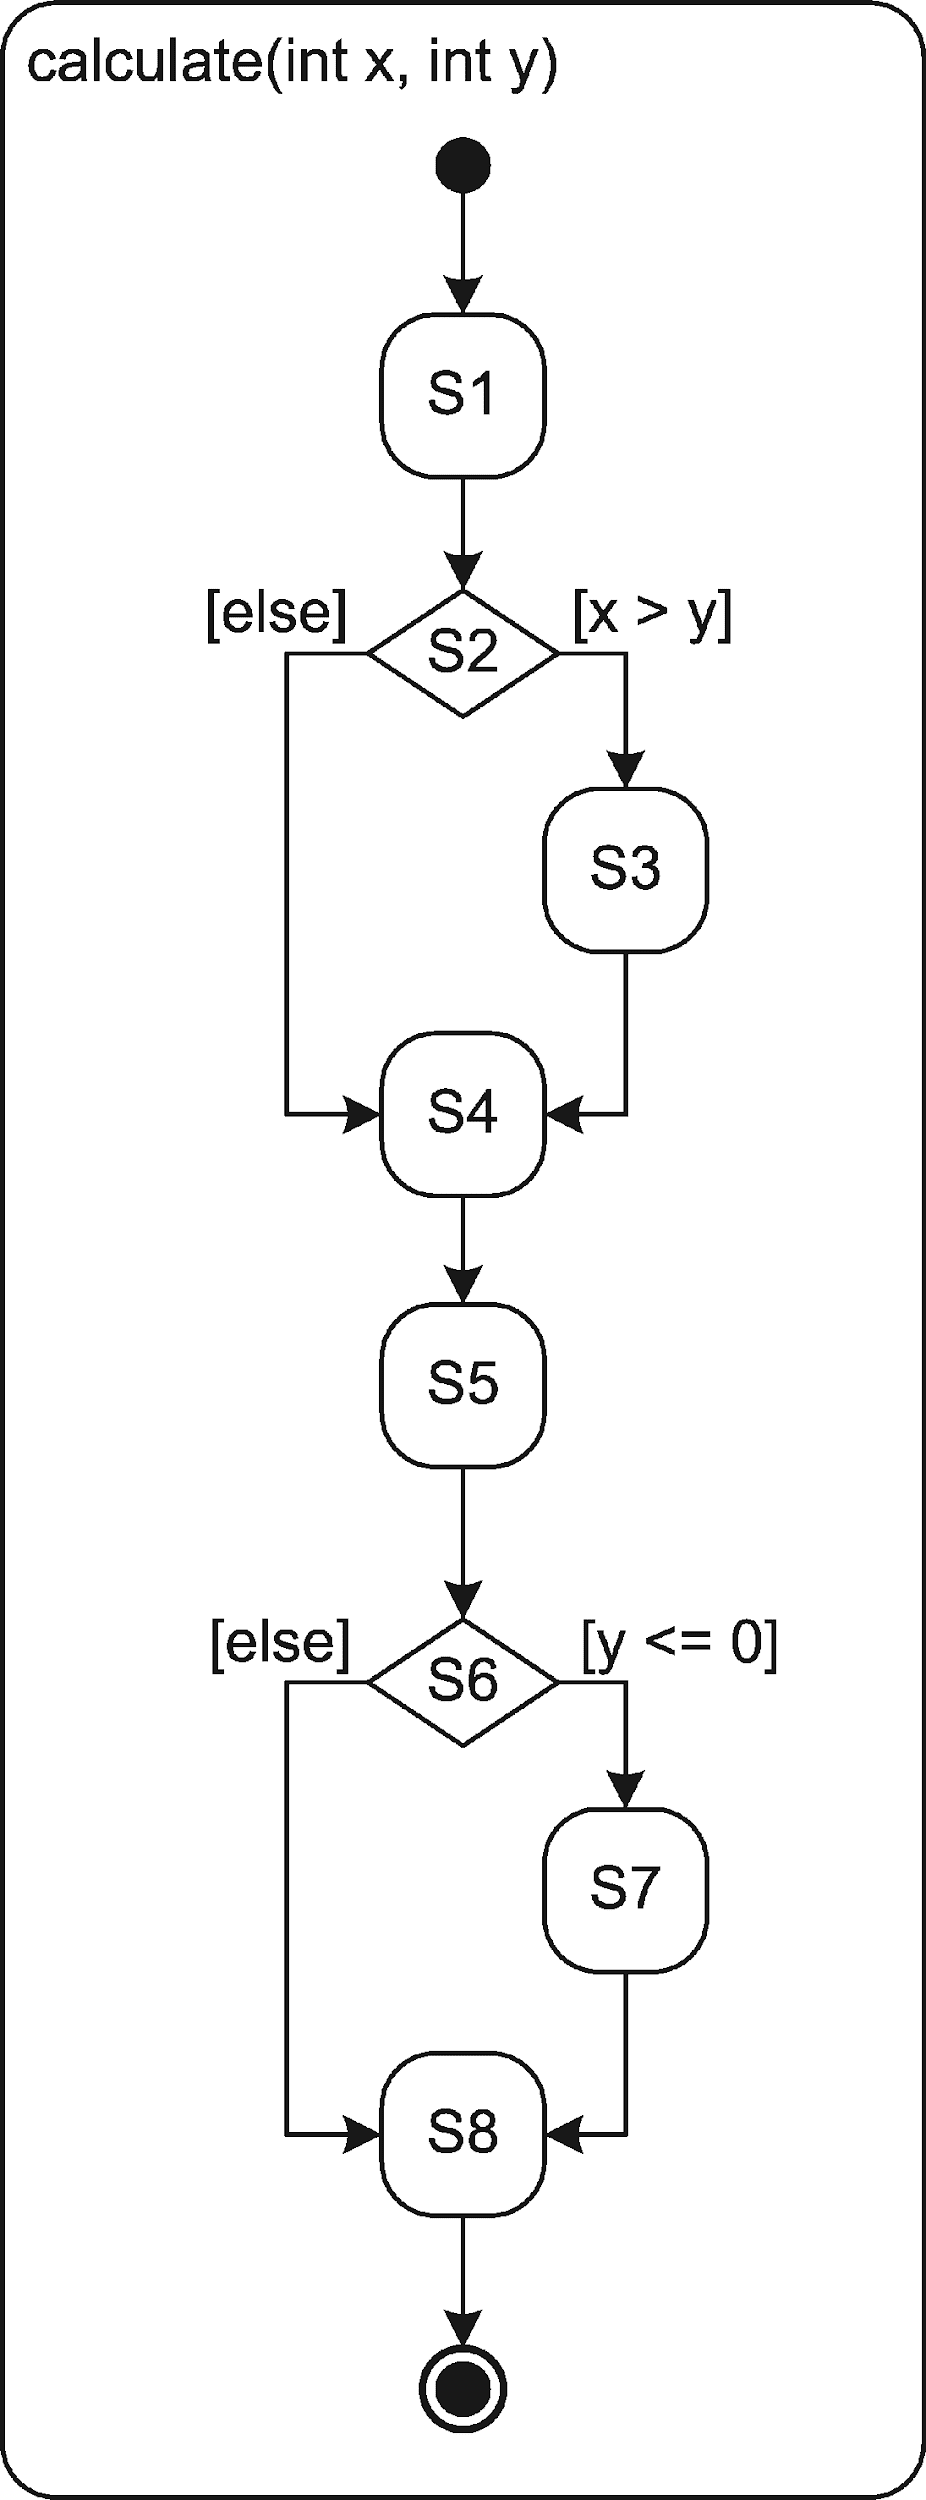 calculate(int x, int y)
S1
[else] [x > y]
S2
S3
S4
S5
[else] [y <= 0]
S6
S7
S8